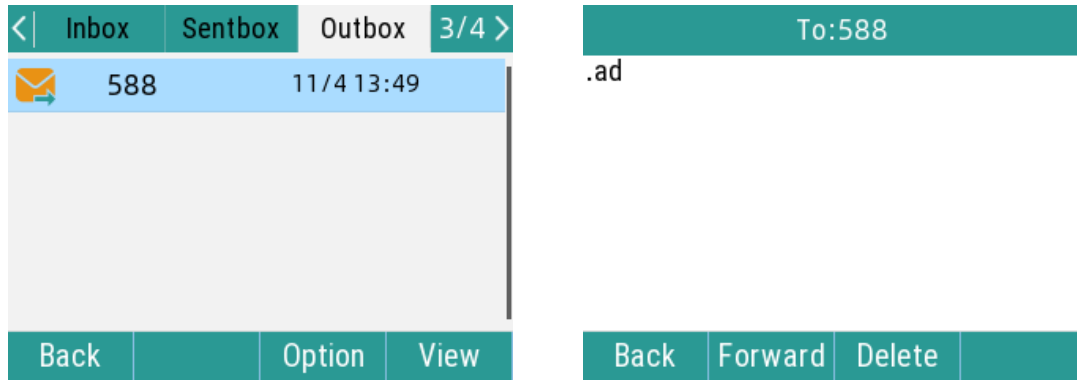 < Inbox Sentbox Outbox 3/4 >
588 11/4 13:49
Back Option View
To:588
.ad
Back Forward Delete